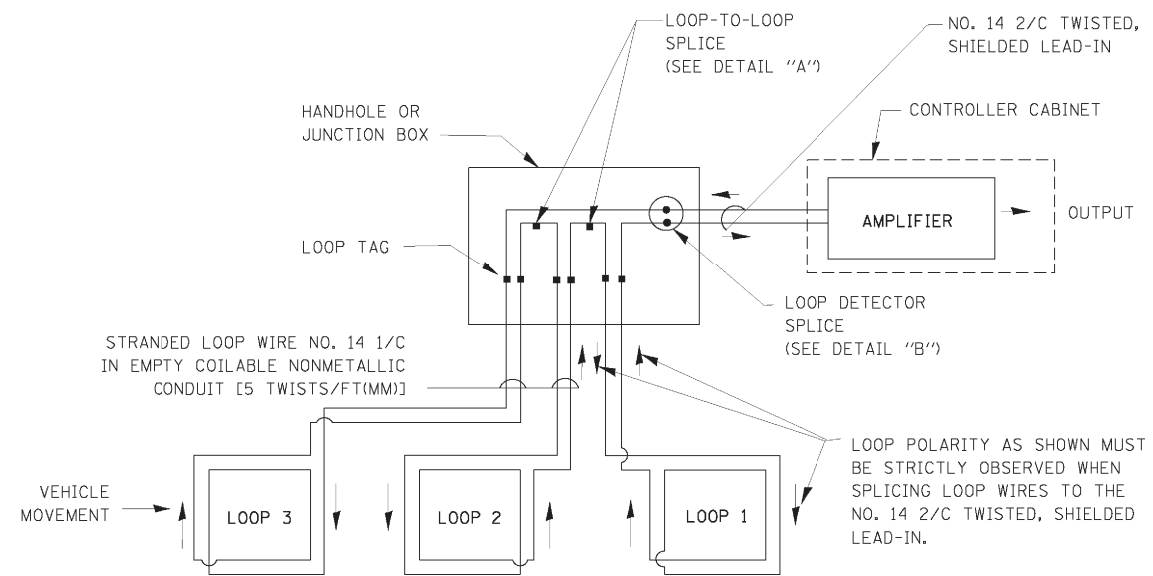 LOOP-TO-LOOP
SPLICE
(SEE DETAIL "A")
NO. 14 2/C TWISTED,
SHIELDED LEAD-IN
HANDHOLE OR
JUNCTION BOX
CONTROLLER CABINET
AMPLIFIER
OUTPUT
LOOP TAG
LOOP DETECTOR
SPLICE
(SEE DETAIL "B")
STRANDED LOOP WIRE NO. 14 1/C
IN EMPTY COILABLE NONMETALLIC
CONDUIT [5 TWISTS/FT(MM)]
LOOP POLARITY AS SHOWN MUST
BE STRICTLY OBSERVED WHEN
SPLICING LOOP WIRES TO THE
NO. 14 2/C TWISTED, SHIELDED
LEAD-IN.
VEHICLE
MOVEMENT
LOOP 3
LOOP 2
LOOP 1